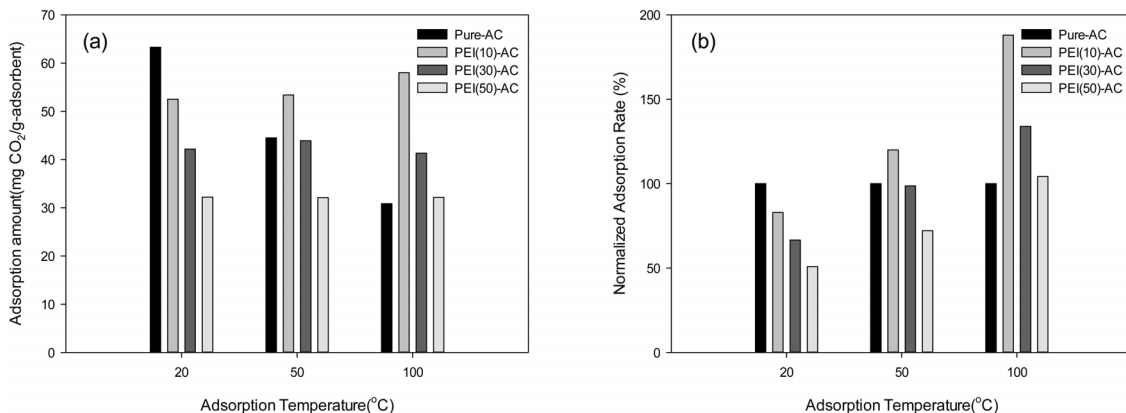 (a)
Pure-AC
PEI(10)-AC
PEI(30)-AC
PEI(50)-AC
Adsorption amount(mg CO2/g-adsorbent)
70
60
50
40
30
20
10
0
20 50 100
Adsorption Temperature(oC)
(b)
Pure-AC
PEI(10)-AC
PEI(30)-AC
PEI(50)-AC
Normalized Adsorption Rate (%)
200
150
100
50
0
20 50 100
Adsorption Temperature(oC)